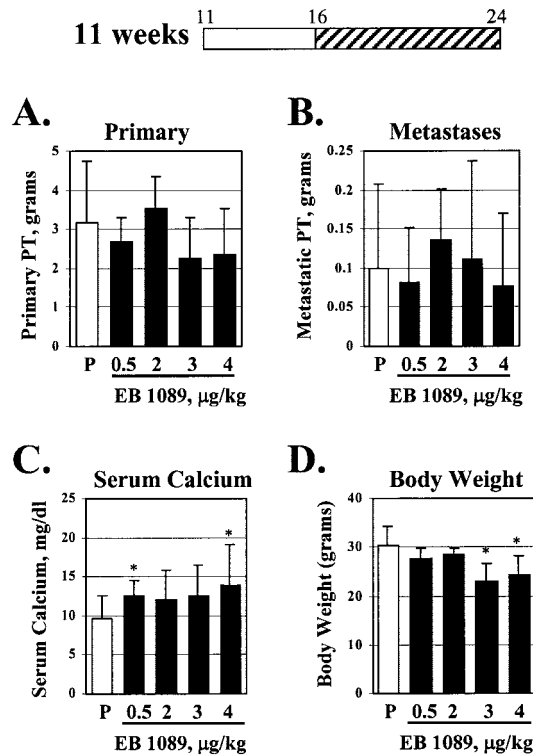 11 16 24
11 weeks
A.
Primary
Primary PT, grams
5
4
3
2
1
0
P 0.5 2 3 4
EB 1089, µg/kg
B.
Metastases
Metastatic PT, grams
0.25
0.2
0.15
0.1
0.05
0
P 0.5 2 3 4
EB 1089, µg/kg
C.
Serum Calcium
Serum Calcium, mg/dl
25
20
15
10
5
0
* *
P 0.5 2 3 4
EB 1089, µg/kg
D.
Body Weight
Body Weight (grams)
40
30
20
10
0
* *
P 0.5 2 3 4
EB 1089, µg/kg